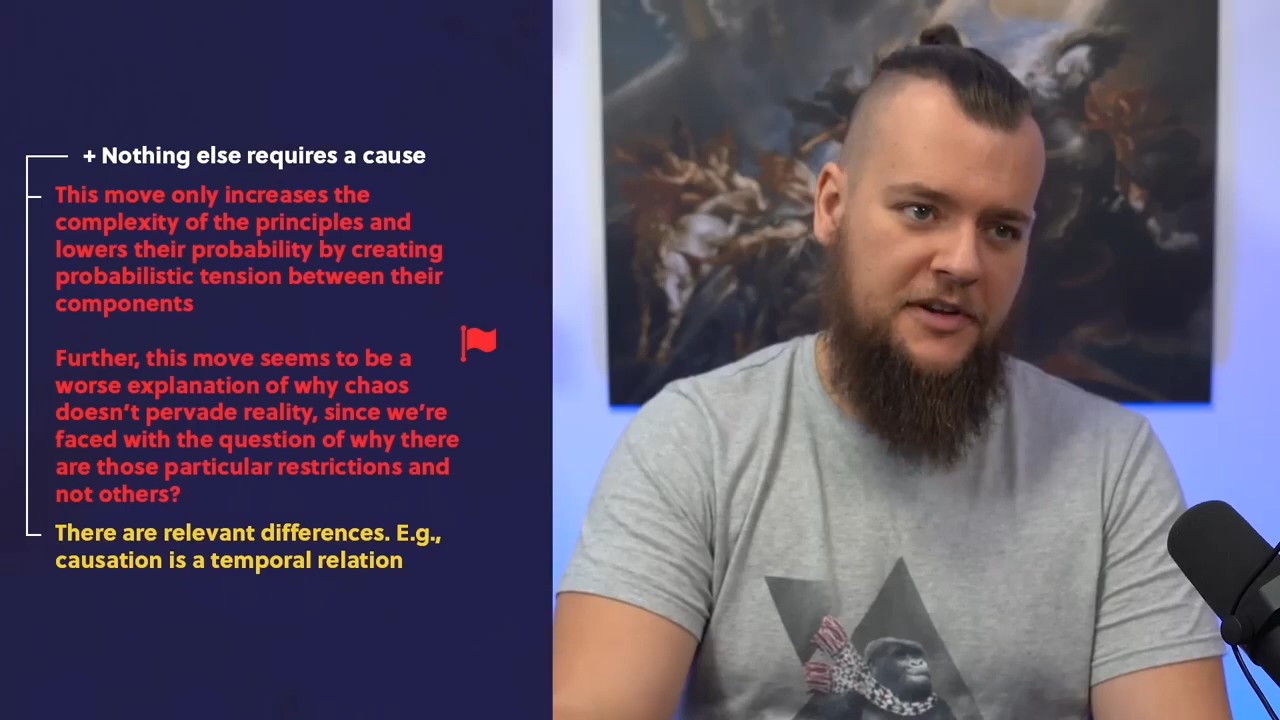 + Nothing else requires a cause
This move only increases the
complexity of the principles and
lowers their probability by creating
probabilistic tension between their
components
Further, this move seems to be a
worse explanation of why chaos
doesn't pervade reality, since we're
faced with the question of why there
are those particular restrictions and
not others?
There are relevant differences. E.g.,
causation is a temporal relation